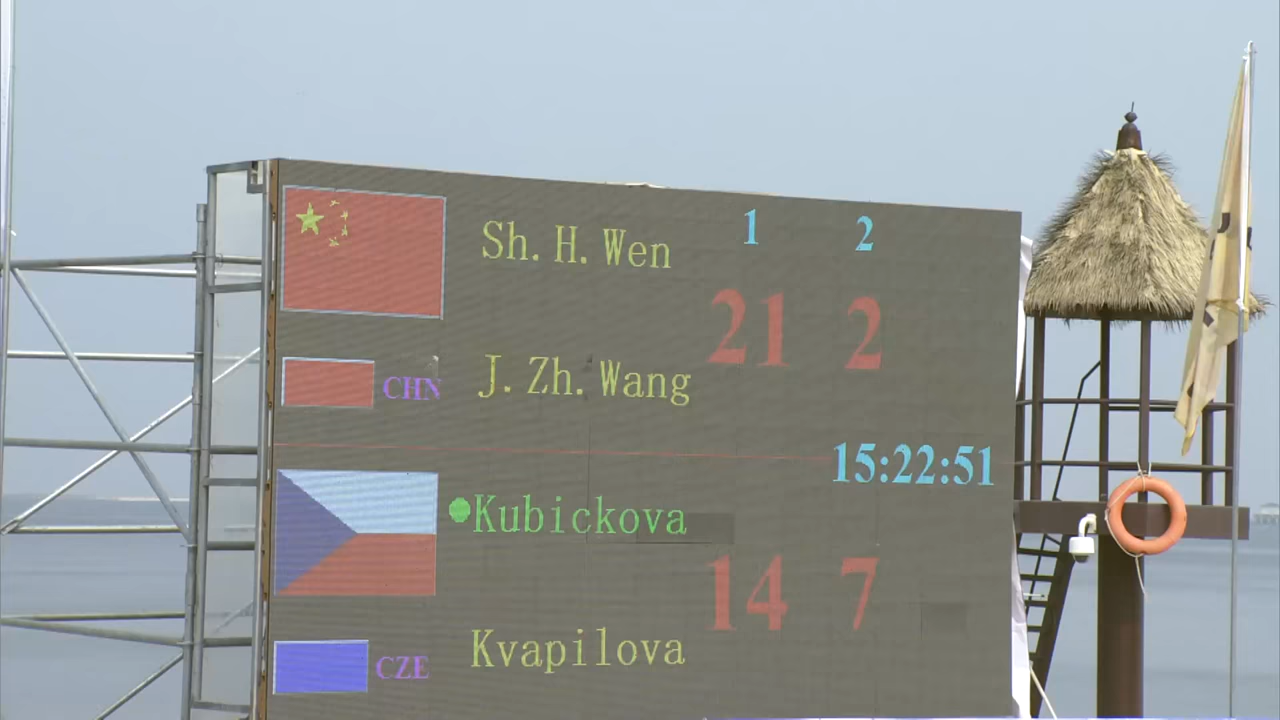 1 2
Sh. H. Wen
21 2
CHN J. Zh. Wang
15:22:51
Kubickova
14 7
CZE Kvapilova